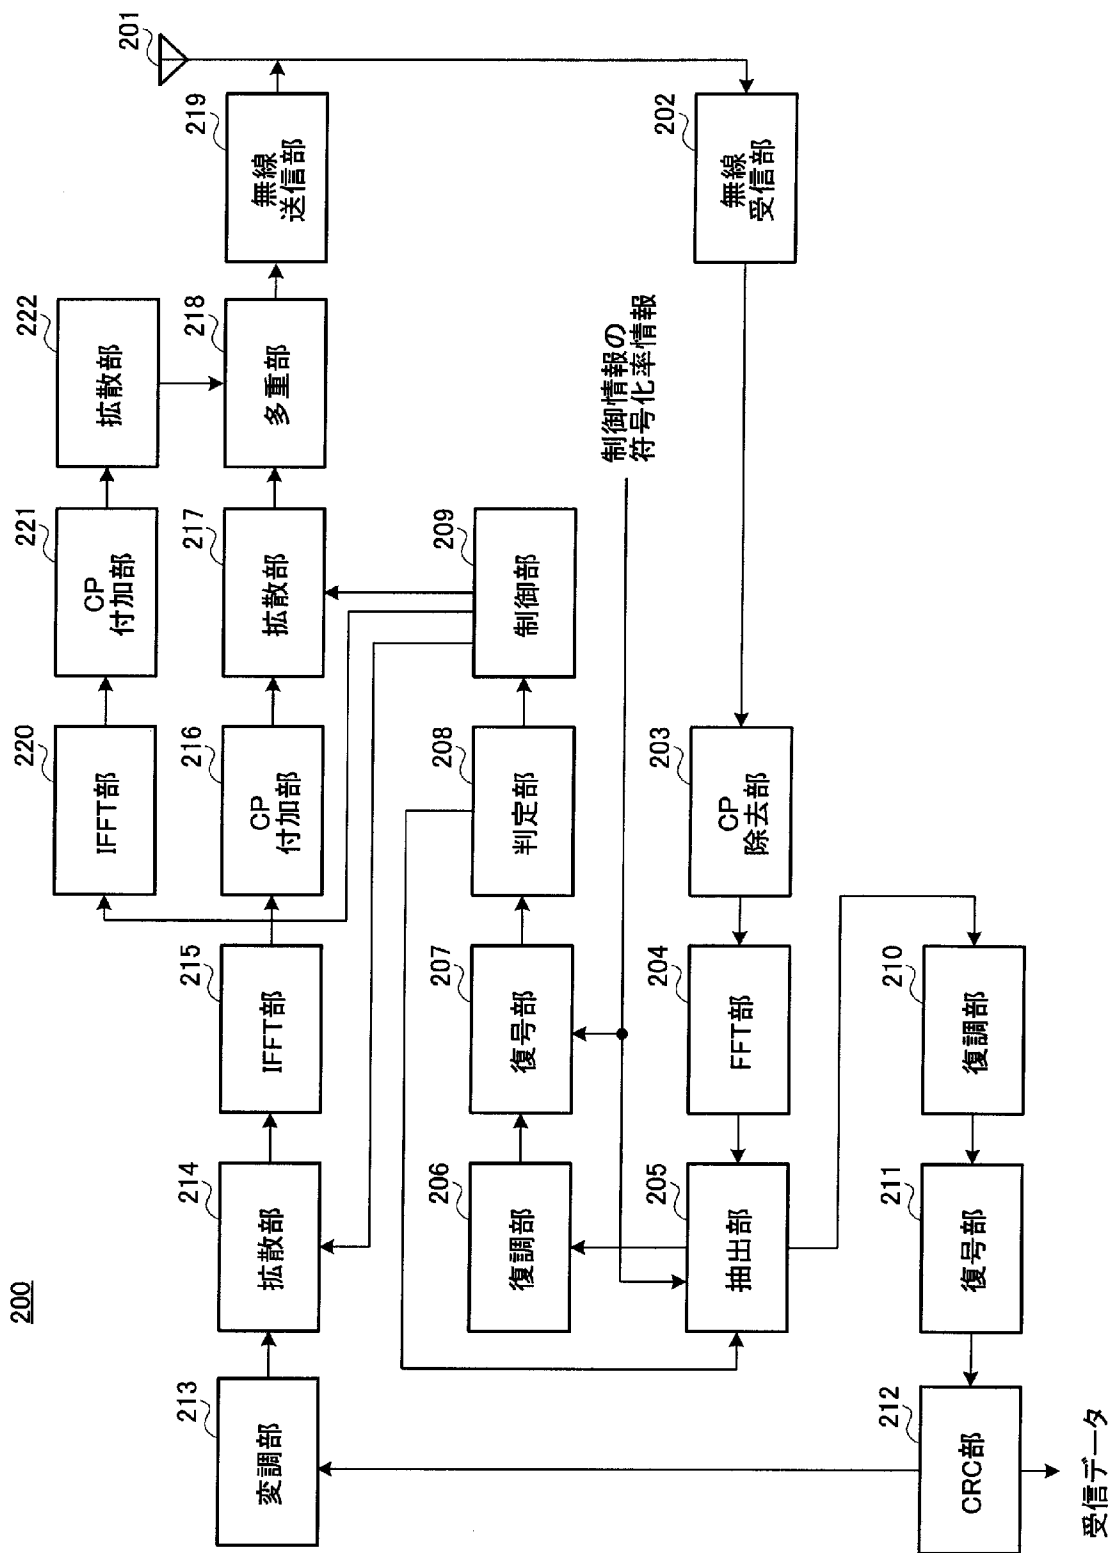 200
201
219
無線
送信部
202
無線
受信部
222
拡散部
218
多重部
制御情報の
符号化率情報
221
CP
付加部
217
拡散部
209
制御部
220
IFFT部
216
CP
付加部
208
判定部
203
CP
除去部
215
IFFT部
207
復号部
204
FFT部
210
復調部
214
拡散部
206
復調部
205
抽出部
211
復号部
213
変調部
212
CRC部
受信データ